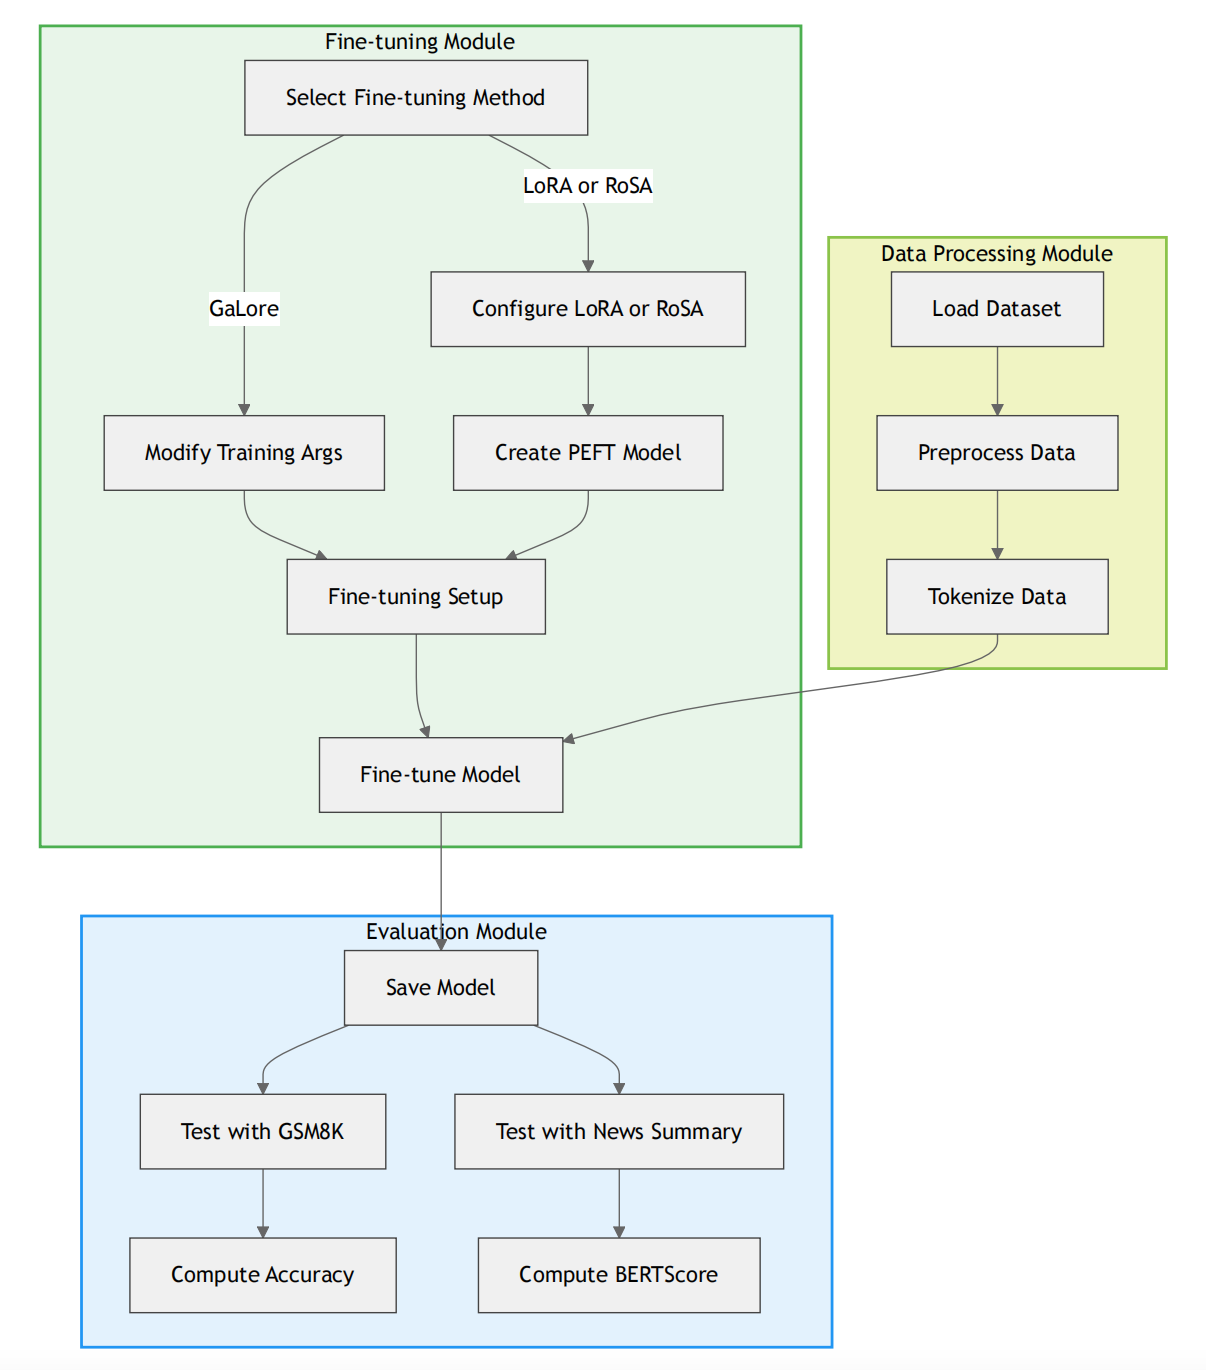 Fine-tuning Module
Select Fine-tuning Method
LoRA or RoSA
GaLore
Configure LoRA or RoSA
Modify Training Args
Create PEFT Model
Fine-tuning Setup
Fine-tune Model
Data Processing Module
Load Dataset
Preprocess Data
Tokenize Data
Evaluation Module
Save Model
Test with GSM8K
Test with News Summary
Compute Accuracy
Compute BERTScore